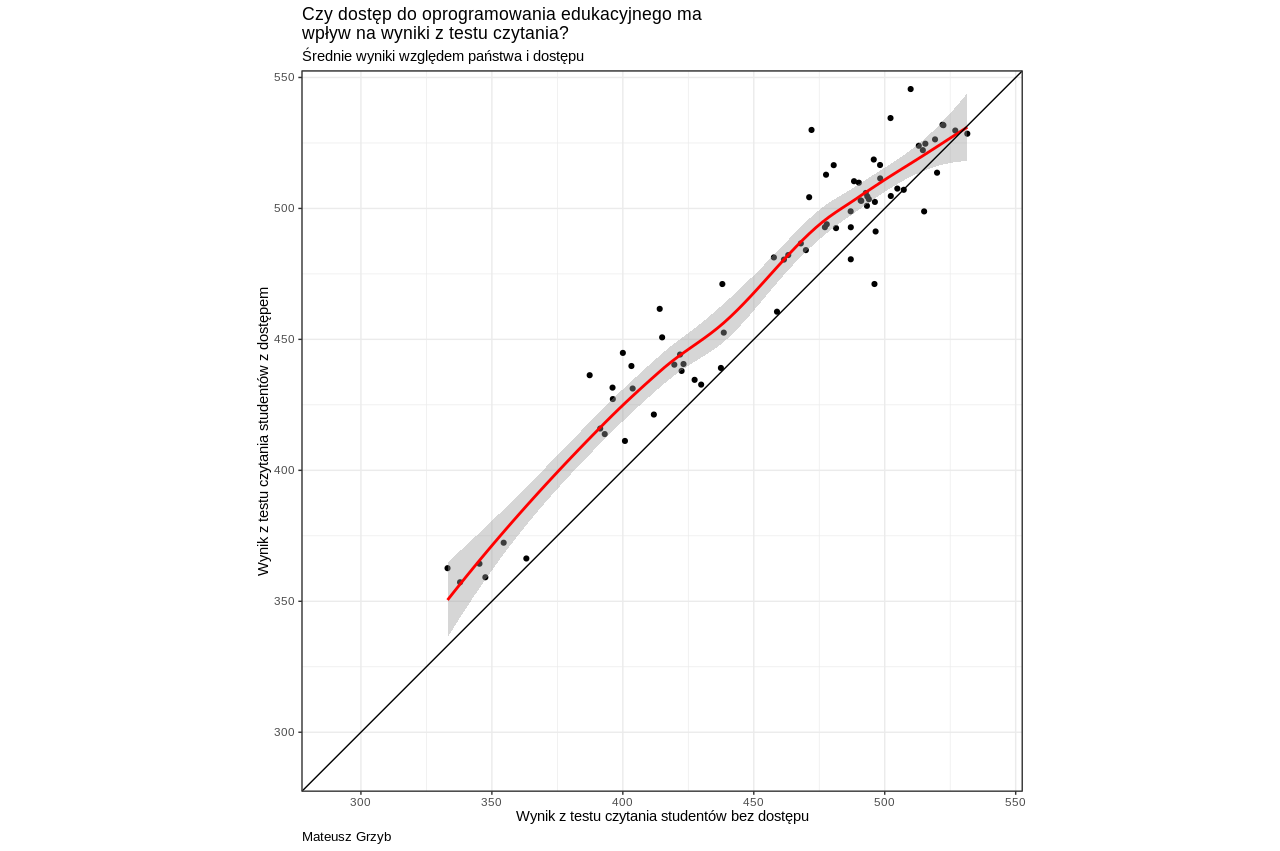 Czy dostęp do oprogramowania edukacyjnego ma
wpływ na wyniki z testu czytania?
Średnie wyniki względem państwa i dostępu
Wynik z testu czytania studentów z dostępem
550
500
450
400
350
300
300
350
400
450
500
550
Wynik z testu czytania studentów bez dostępu
Mateusz Grzyb